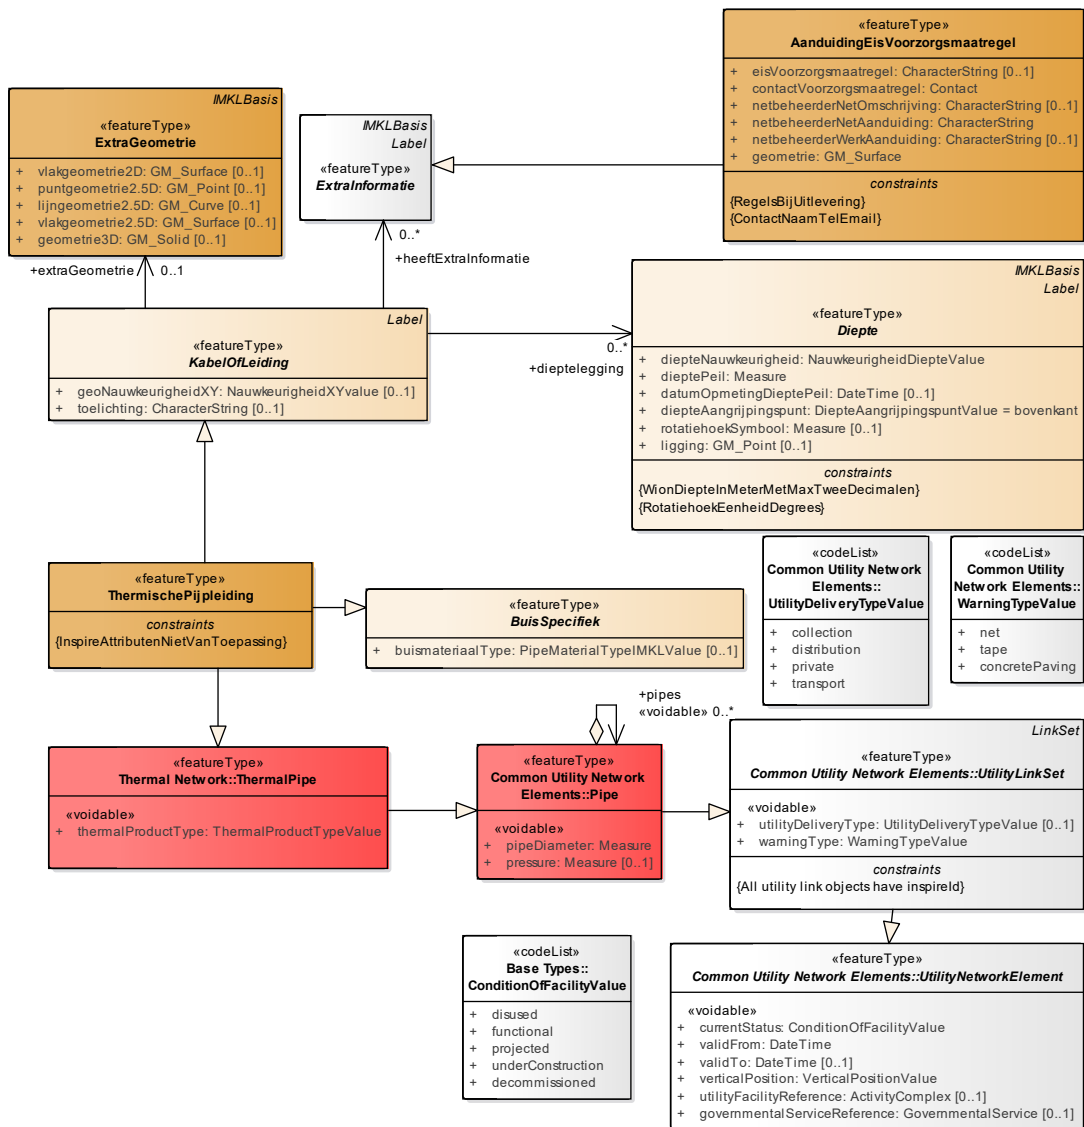 «featureType»
AanduidingEisVoorzorgsmaatregel
+ eisVoorzorgsmaatregel: CharacterString [0..1]
+ contactVoorzorgsmaatregel: Contact
+ netbeheerderNetOmschrijving: CharacterString [0..1]
+ netbeheerderNetAanduiding: CharacterString
+ netbeheerderWerkAanduiding: CharacterString [0..1]
+ geometrie: GM_Surface
constraints
{RegelsBijUitlevering}
{ContactNaamTelEmail}
IMKLBasis
«featureType»
ExtraGeometrie
+ vlakgeometrie2D: GM_Surface [0..1]
+ puntgeometrie2.5D: GM_Point [0..1]
+ lijngeometrie2.5D: GM_Curve [0..1]
+ vlakgeometrie2.5D: GM_Surface [0..1]
+ geometrie3D: GM_Solid [0..1]
IMKLBasis
Label
«featureType»
ExtraInformatie
0..*
+heeftExtraInformatie
+extraGeometrie
0..1
Label
«featureType»
KabelOfLeiding
+ geoNauwkeurigheidXY: NauwkeurigheidXYvalue [0..1]
+ toelichting: CharacterString [0..1]
0..*
+dieptelegging
IMKLBasis
Label
«featureType»
Diepte
+ diepteNauwkeurigheid: NauwkeurigheidDiepteValue
+ dieptePeil: Measure
+ datumOpmetingDieptePeil: DateTime [0..1]
+ diepteAangrijpingspunt: DiepteAangrijpingspuntValue = bovenkant
+ rotatiehoekSymbool: Measure [0..1]
+ ligging: GM_Point [0..1]
constraints
{WionDiepteInMeterMetMaxTweeDecimalen}
{RotatiehoekEenheidDegrees}
«featureType»
ThermischePijpleiding
constraints
{InspireAttributenNietVanToepassing}
«featureType»
BuisSpecifiek
+ buismateriaalType: PipeMaterialTypeIMKLValue [0..1]
«codeList»
Common Utility Network
Elements::
UtilityDeliveryTypeValue
+ collection
+ distribution
+ private
+ transport
«codeList»
Common Utility
Network Elements::
WarningTypeValue
+ net
+ tape
+ concretePaving
«featureType»
Thermal Network::ThermalPipe
«voidable»
+ thermalProductType: ThermalProductTypeValue
+pipes
«voidable» 0..*
«featureType»
Common Utility Network
Elements::Pipe
«voidable»
+ pipeDiameter: Measure
+ pressure: Measure [0..1]
LinkSet
«featureType»
Common Utility Network Elements::UtilityLinkSet
«voidable»
+ utilityDeliveryType: UtilityDeliveryTypeValue [0..1]
+ warningType: WarningTypeValue
constraints
{All utility link objects have inspireId}
«codeList»
Base Types::
ConditionOfFacilityValue
+ disused
+ functional
+ projected
+ underConstruction
+ decommissioned
«featureType»
Common Utility Network Elements::UtilityNetworkElement
«voidable»
+ currentStatus: ConditionOfFacilityValue
+ validFrom: DateTime
+ validTo: DateTime [0..1]
+ verticalPosition: VerticalPositionValue
+ utilityFacilityReference: ActivityComplex [0..1]
+ governmentalServiceReference: GovernmentalService [0..1]